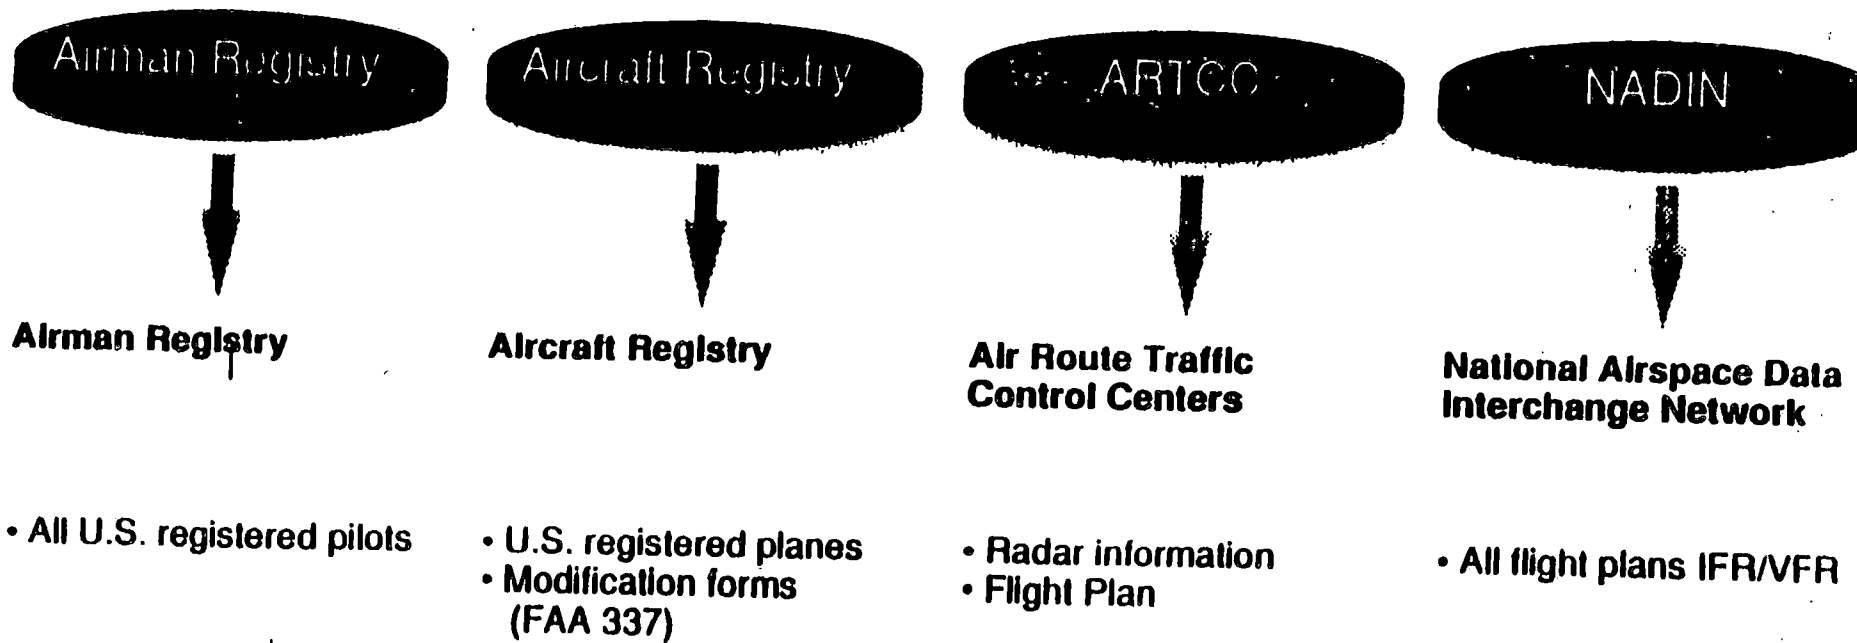 Airman Registry
Aircraft Registry
ARTCC
NADIN
Airman Registry
Aircraft Registry
Air Route Traffic
Control Centers
National Airspace Data
Interchange Network
• All U.S. registered pilots
• U.S. registered planes
• Modification forms
(FAA 337)
• Radar information
• Flight Plan
• All flight plans IFR/VFR